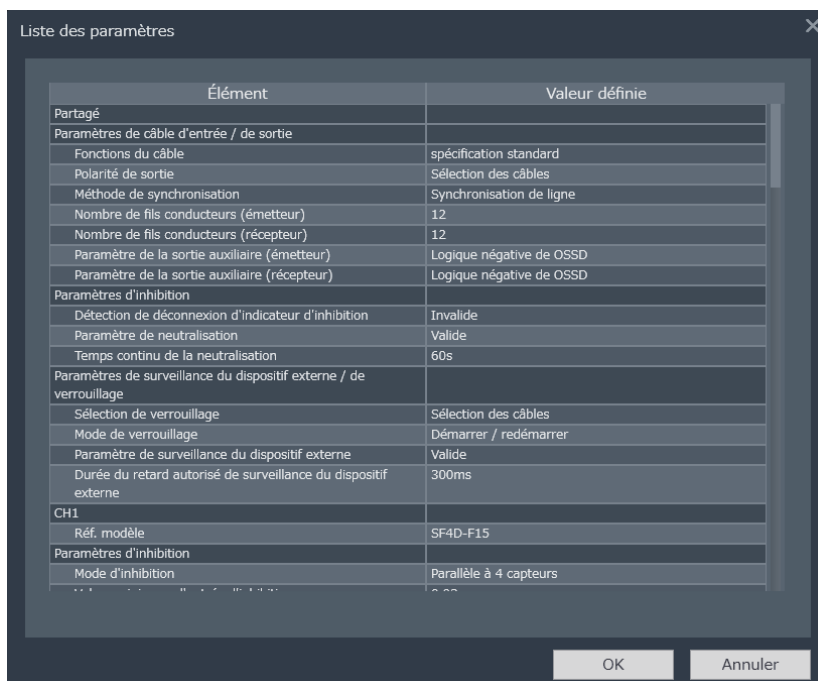 Liste des paramètres
Élément Valeur définie
Partagé
Paramètres de câble d'entrée / de sortie
Fonctions du câble spécification standard
Polarité de sortie Sélection des câbles
Méthode de synchronisation Synchronisation de ligne
Nombre de fils conducteurs (émetteur) 12
Nombre de fils conducteurs (récepteur) 12
Paramètre de la sortie auxiliaire (émetteur) Logique négative de OSSD
Paramètre de la sortie auxiliaire (récepteur) Logique négative de OSSD
Paramètres d'inhibition
Détection de déconnexion d'indicateur d'inhibition Invalide
Paramètre de neutralisation Valide
Temps continu de la neutralisation 60s
Paramètres de surveillance du dispositif externe / de
verrouillage
Sélection de verrouillage Sélection des câbles
Mode de verrouillage Démarrer / redémarrer
Paramètre de surveillance du dispositif externe Valide
Durée du retard autorisé de surveillance du dispositif 300ms
externe
CH1
Réf. modèle SF4D-F15
Paramètres d'inhibition
Mode d'inhibition Parallèle à 4 capteurs
OK Annuler